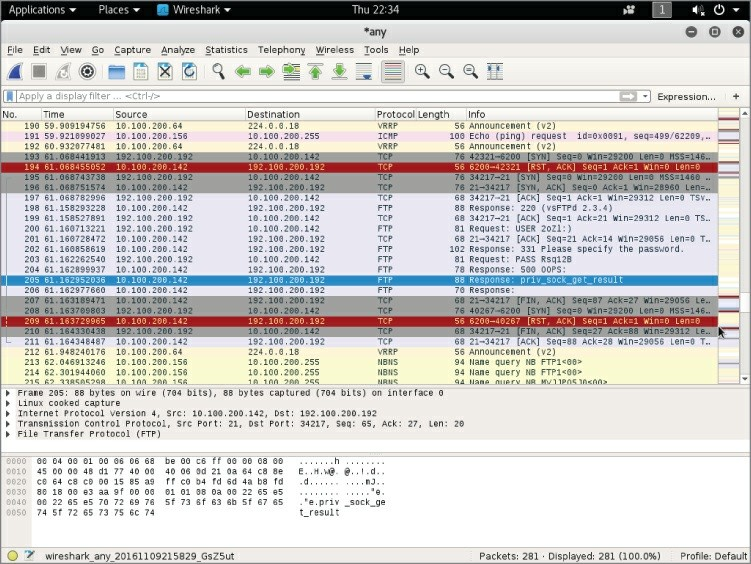 Applications Places Wireshark Thu 22:34 1
*any
File Edit View Go Capture Analyze Statistics Telephony Wireless Tools Help
Apply a display filter ... <Ctrl-/> Expression... +
No. Time Source Destination Protocol Length Info
190 59.909194756 10.100.200.64 224.0.0.18 VRRP 56 Announcement (v2)
191 59.921099027 10.100.200.156 10.100.200.255 ICMP 100 Echo (ping) request id=0x0091, seq=499/62209,…
192 60.932077481 10.100.200.64 224.0.0.18 VRRP 56 Announcement (v2)
193 61.068441913 192.100.200.192 10.100.200.142 TCP 76 42321→6200 [SYN] Seq=0 Win=29200 Len=0 MSS=146…
194 61.068455052 10.100.200.142 192.100.200.192 TCP 56 6200→42321 [RST, ACK] Seq=1 Ack=1 Win=0 Len=0
195 61.068743738 192.100.200.192 10.100.200.142 TCP 76 34217→21 [SYN] Seq=0 Win=29200 Len=0 MSS=1460 …
196 61.068751574 10.100.200.142 192.100.200.192 TCP 76 21→34217 [SYN, ACK] Seq=0 Ack=1 Win=28960 Len=0 …
197 61.068782996 192.100.200.192 10.100.200.142 TCP 68 34217→21 [ACK] Seq=1 Ack=1 Win=29312 Len=0 TSv…
198 61.158293228 10.100.200.142 192.100.200.192 FTP 88 Response: 220 (vsFTPd 2.3.4)
199 61.158527891 192.100.200.192 10.100.200.142 TCP 68 34217→21 [ACK] Seq=1 Ack=21 Win=29312 Len=0 TS…
200 61.160713221 192.100.200.192 10.100.200.142 FTP 81 Request: USER 2oZl:)
201 61.160728472 10.100.200.142 192.100.200.192 TCP 68 21→34217 [ACK] Seq=21 Ack=14 Win=29056 Len=0 T…
202 61.160858619 10.100.200.142 192.100.200.192 FTP 102 Response: 331 Please specify the password.
203 61.162262540 192.100.200.192 10.100.200.142 FTP 81 Request: PASS Rsq12B
204 61.162899937 10.100.200.142 192.100.200.192 FTP 78 Response: 500 OOPS:
205 61.162952036 10.100.200.142 192.100.200.192 FTP 88 Response: priv_sock_get_result
206 61.162977660 10.100.200.142 192.100.200.192 FTP 70 Response:
207 61.163189471 10.100.200.142 192.100.200.192 TCP 68 21→34217 [FIN, ACK] Seq=87 Ack=27 Win=29056 Le…
208 61.163709803 192.100.200.192 10.100.200.142 TCP 76 40267→6200 [SYN] Seq=0 Win=29200 Len=0 MSS=146…
209 61.163729965 10.100.200.142 192.100.200.192 TCP 56 6200→40267 [RST, ACK] Seq=1 Ack=1 Win=0 Len=0
210 61.164330438 192.100.200.192 10.100.200.142 TCP 68 34217→21 [FIN, ACK] Seq=27 Ack=88 Win=29312 Le…
211 61.164348487 10.100.200.142 192.100.200.192 TCP 68 21→34217 [ACK] Seq=88 Ack=28 Win=29056 Len=0 T…
212 61.948240176 10.100.200.64 224.0.0.18 VRRP 56 Announcement (v2)
213 62.046913246 10.100.200.156 10.100.200.255 NBNS 94 Name query NB FTP1<00>
214 62.301944060 10.100.200.156 10.100.200.255 NBNS 94 Name query NB FTP1<00>
215 62.338505298 10.100.200.156 10.100.200.255 NBNS 94 Name query NB
Frame 205: 88 bytes on wire (704 bits), 88 bytes captured (704 bits) on interface 0
Linux cooked capture
Internet Protocol Version 4, Src: 10.100.200.142, Dst: 192.100.200.192
Transmission Control Protocol, Src Port: 21, Dst Port: 34217, Seq: 65, Ack: 27, Len: 20
File Transfer Protocol (FTP)
0000 00 04 00 01 00 06 06 68 be 00 c6 ff 00 00 08 00 .......h ........
0010 45 00 00 48 d1 77 40 00 40 06 0d 21 0a 64 c8 8e E..H.w@. @..!.d..
0020 c0 64 c8 c0 00 15 85 a9 ff c0 b4 fd 6d 4a b8 fd .d...... ....mJ..
0030 80 18 00 e3 aa 9f 00 00 01 01 08 0a 00 22 65 e5 ........ ....."e.
0040 00 22 65 e5 70 72 69 76 5f 73 6f 63 6b 5f 67 65 ."e.priv _sock_ge
0050 74 5f 72 65 73 75 6c 74 t_result
wireshark_any_20161109215829_GsZ5ut Packets: 281 · Displayed: 281 (100.0%) Profile: Default